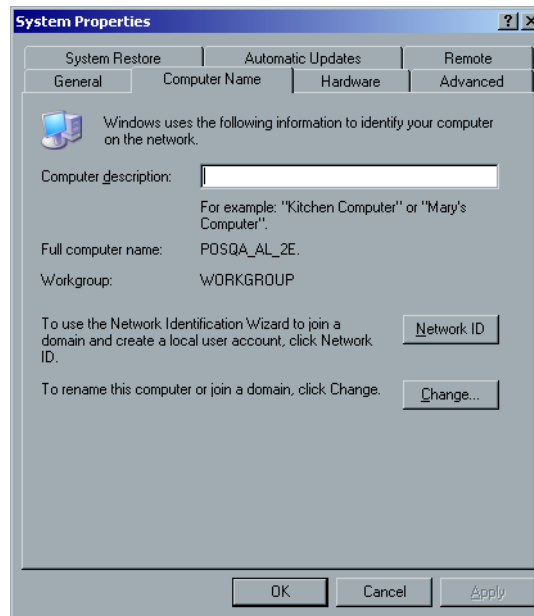 System Properties
System Restore Automatic Updates Remote
General Computer Name Hardware Advanced
Windows uses the following information to identify your computer
on the network.
Computer description:
For example: "Kitchen Computer" or "Mary's
Computer".
Full computer name: POSQA_AL_2E.
Workgroup: WORKGROUP
To use the Network Identification Wizard to join a
domain and create a local user account, click Network
ID.
Network ID
To rename this computer or join a domain, click Change.
Change...
OK Cancel Apply